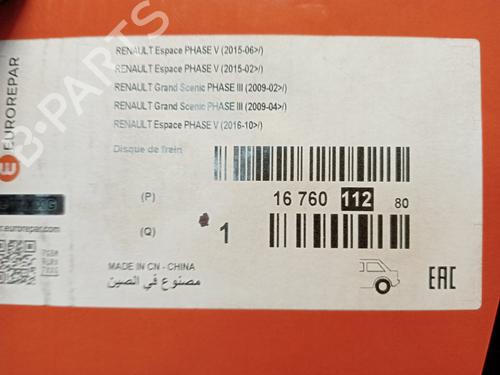 RENAULT Espace PHASE V (2015-06>/)
RENAULT Espace PHASE V (2015-02>/)
RENAULT Grand Scenic PHASE III (2009-02>/)
RENAULT Grand Scenic PHASE III (2009-04>/)
RENAULT Espace PHASE V (2016-10>/)
Disque de frein
(P)
16 760 112 80
(Q)
1
MADE IN CN - CHINA
مصنوع في الصين
EAC
EUROREPAR
B-PARTS